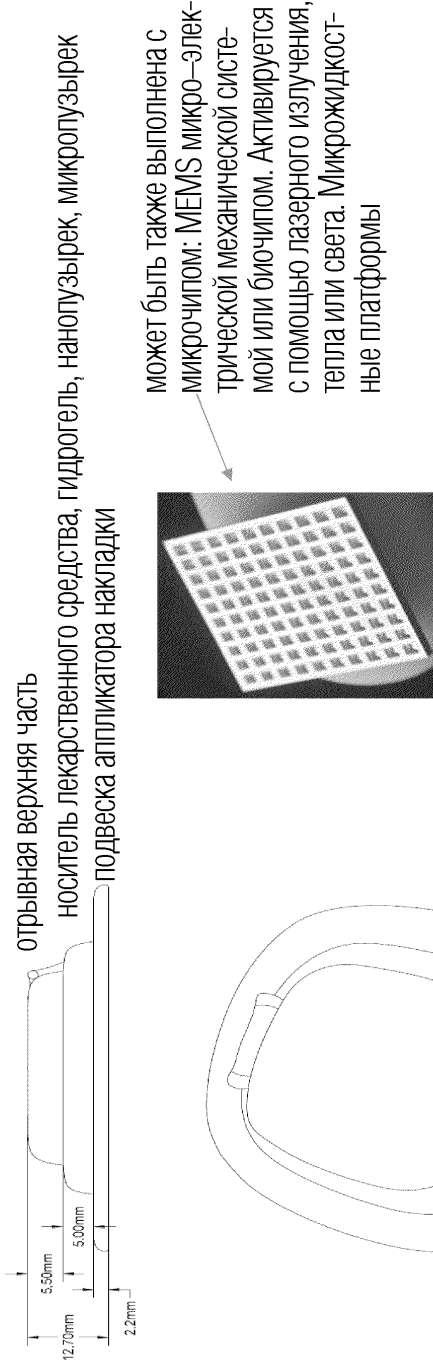 отрывная верхняя часть
носитель лекарственного средства, гидрогель, нанопузырек, микропузырек
подвеска аппликатора накладки
5,50mm
5.00mm
12.70mm
2.2mm
может быть также выполнена с
микрочипом: MEMS микро–элек-
трической механической систе-
мой или биочипом. Активируется
с помощью лазерного излучения,
тепла или света. Микрожидкост-
ные платформы